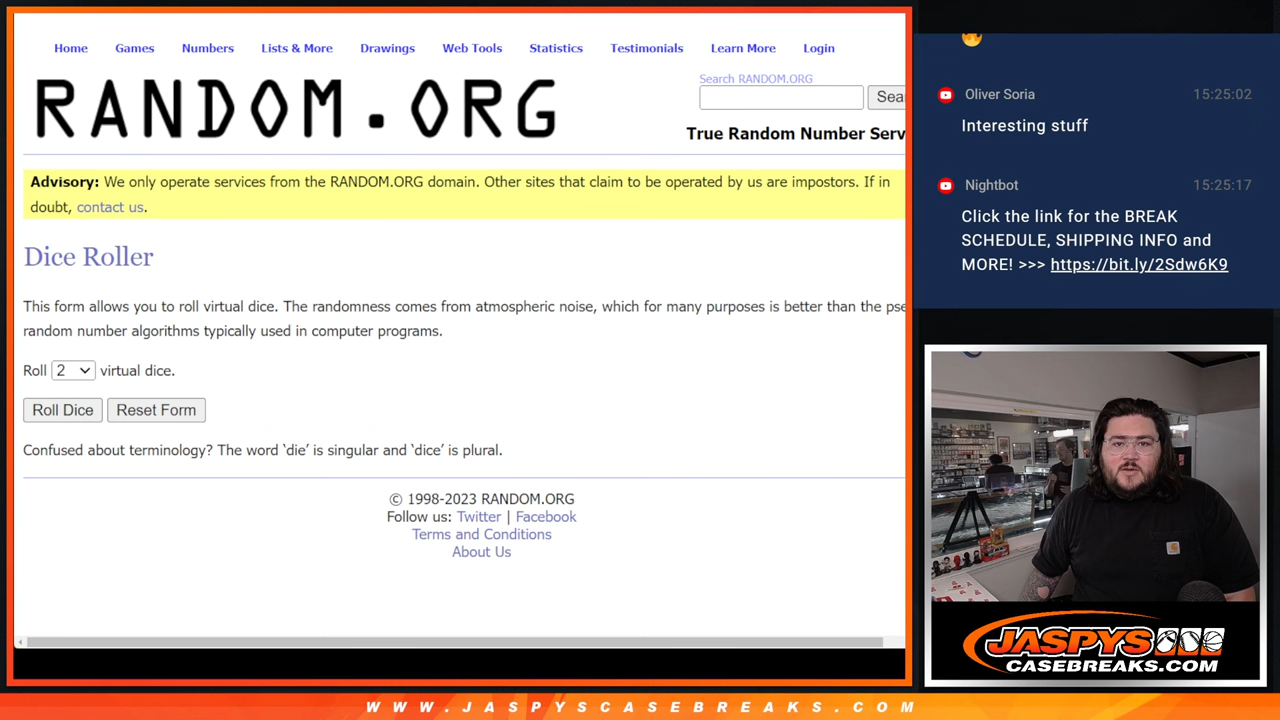 Home Games Numbers Lists & More Drawings Web Tools Statistics Testimonials Learn More Login
RANDOM.ORG
Search RANDOM.ORG
True Random Number Serv
Advisory: We only operate services from the RANDOM.ORG domain. Other sites that claim to be operated by us are impostors. If in
doubt, contact us.
Dice Roller
This form allows you to roll virtual dice. The randomness comes from atmospheric noise, which for many purposes is better than the pse
random number algorithms typically used in computer programs.
Roll 2 virtual dice.
Roll Dice Reset Form
Confused about terminology? The word ‘die’ is singular and ‘dice’ is plural.
© 1998-2023 RANDOM.ORG
Follow us: Twitter | Facebook
Terms and Conditions
About Us
Oliver Soria 15:25:02
Interesting stuff
Nightbot 15:25:17
Click the link for the BREAK
SCHEDULE, SHIPPING INFO and
MORE! >>> https://bit.ly/2Sdw6K9
JASPYS
CASEBREAKS.COM
WWW.JASPYSCASEBREAKS.COM